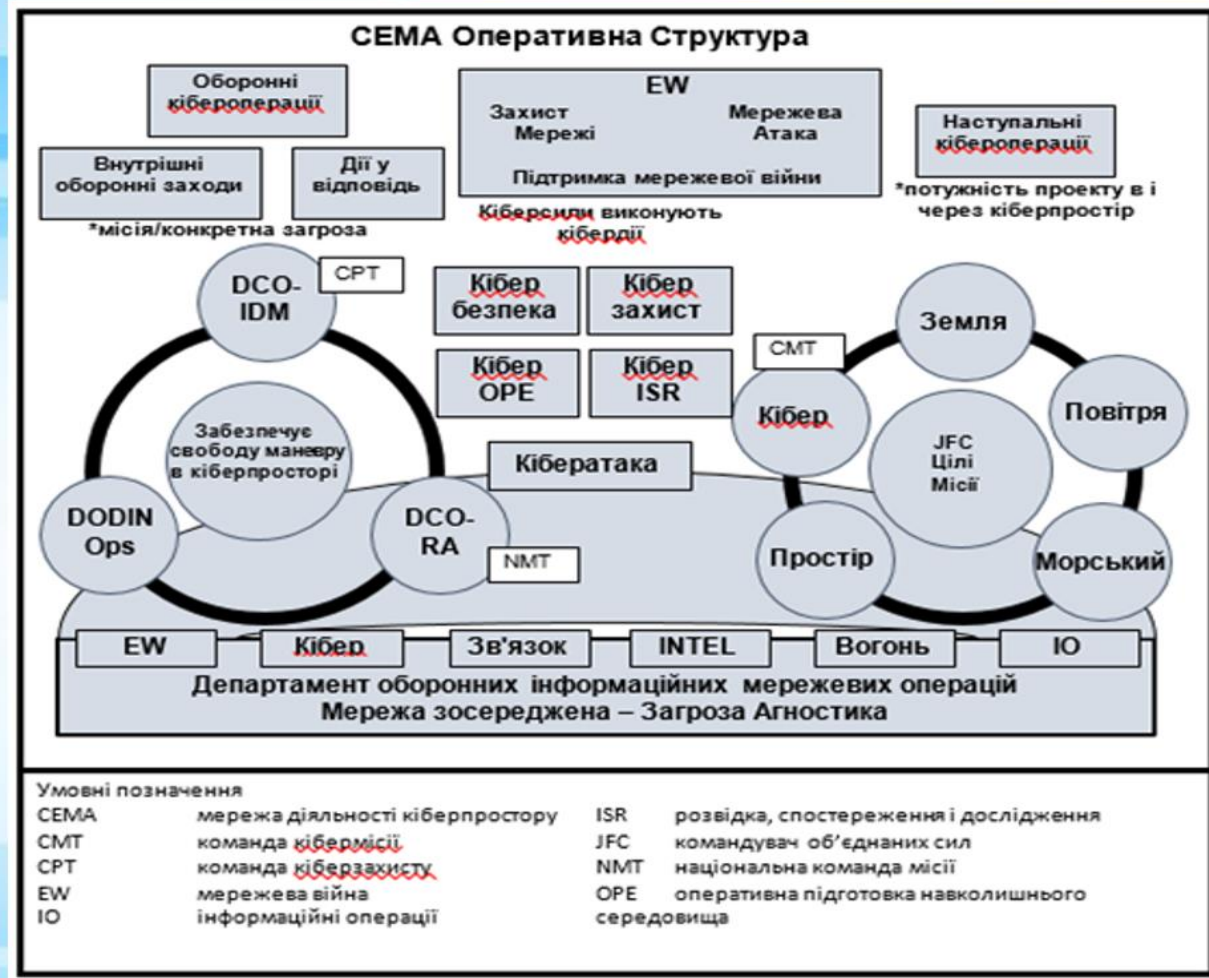 СЕМА Оперативна Структура
Оборонні
кібероперації
Внутрішні
оборонні заходи
Дії у
відповідь
*місія/конкретна загроза
EW
Захист
Мережі
Мережева
Атака
Підтримка мережевої війни
Кіберсили виконують
кібердії
Наступальні
кібероперації
*потужність проекту в і
через кіберпростір
DCO-
IDM
CPT
Забезпечує
свободу маневру
в кіберпросторі
DODIN
Ops
DCO-
RA
NMT
Кібер
безпека
Кібер
захист
Кібер
OPE
Кібер
ISR
Кібератака
CMT
Кібер
Земля
Повітря
JFC
Цілі
Місії
Простір
Морський
EW
Кібер
Зв'язок
INTEL
Вогонь
IO
Департамент оборонних інформаційних мережевих операцій
Мережа зосереджена – Загроза Агностика
Умовні позначення
CEMA мережа діяльності кіберпростору
CMT команда кібермісії
CPT команда кіберзахисту
EW мережева війна
IO інформаційні операції
ISR розвідка, спостереження і дослідження
JFC командувач об’єднаних сил
NMT національна команда місії
OPE оперативна підготовка навколишнього
середовища